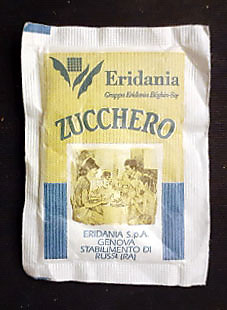 Eridania
Gruppo Eridania Béghin-Say
ZUCCHERO
ERIDANIA S.p.A.
GENOVA
STABILIMENTO DI
RUSSI (RA)